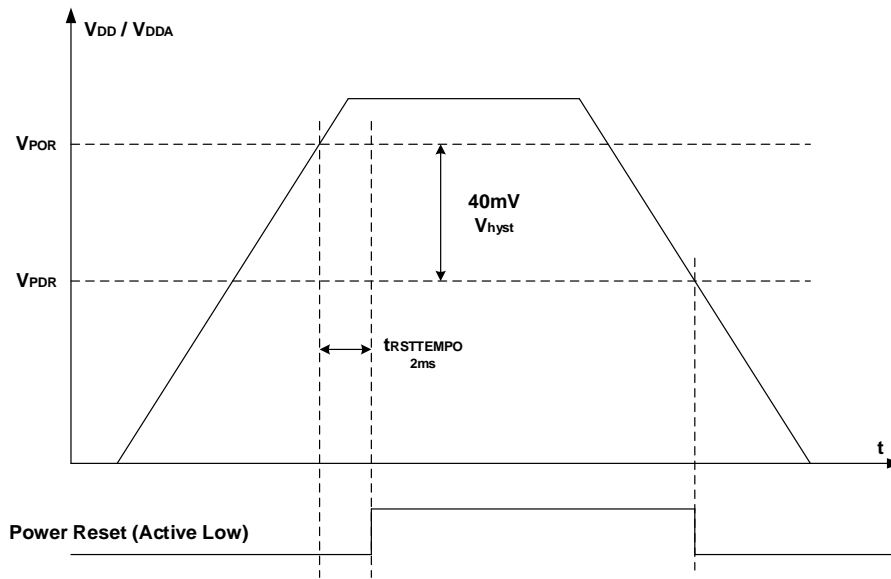 VDD / VDDA
VPOR
40mV
Vhyst
VPDR
tRSTTEMPO
2ms
t
Power Reset (Active Low)